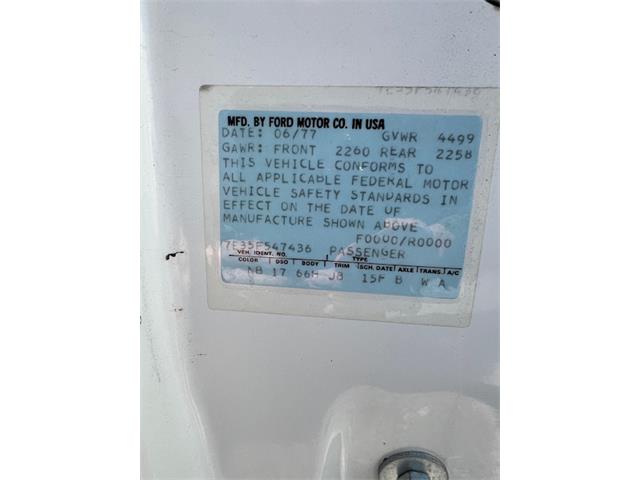 MFD. BY FORD MOTOR CO. IN USA
DATE: 06/77 GVWR 4499
GAWR: FRONT 2260 REAR 2258
THIS VEHICLE CONFORMS TO
ALL APPLICABLE FEDERAL MOTOR
VEHICLE SAFETY STANDARDS IN
EFFECT ON THE DATE OF
MANUFACTURE SHOWN ABOVE
F0000/R0000
7E35F547436 PASSENGER
VEH. IDENT. NO. TYPE
COLOR DSO BODY TRIM SCH. DATE AXLE TRANS. A/C
NB 17 66H JB 15F B W A